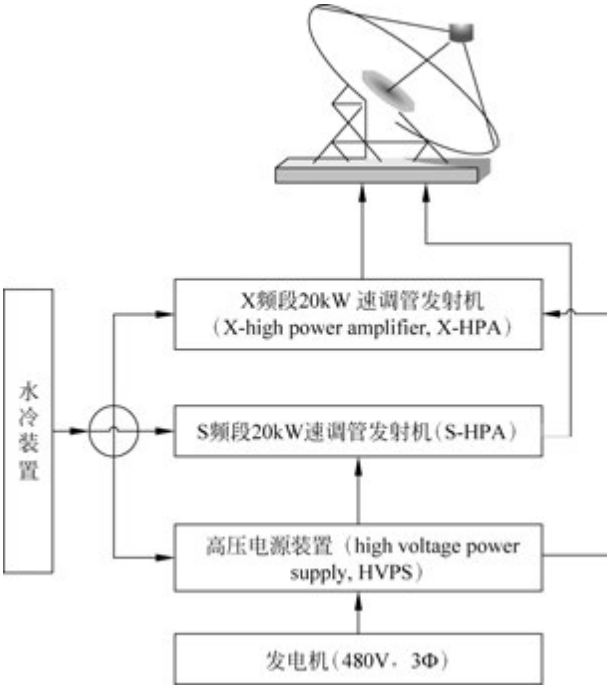 X频段20kW 速调管发射机
（X-high power amplifier, X-HPA）
水冷装置
S频段20kW速调管发射机(S-HPA)
高压电源装置（high voltage power
supply, HVPS）
发电机(480V，3Φ)